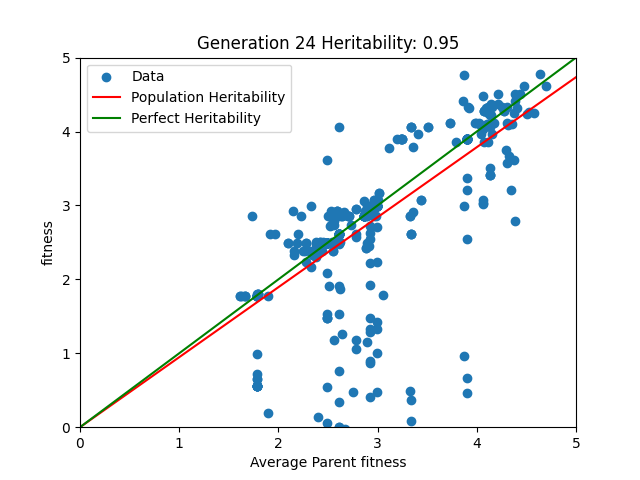 Generation 24 Heritability: 0.95
Data
Population Heritability
Perfect Heritability
5
4
3
2
1
0
fitness
0 1 2 3 4 5
Average Parent fitness